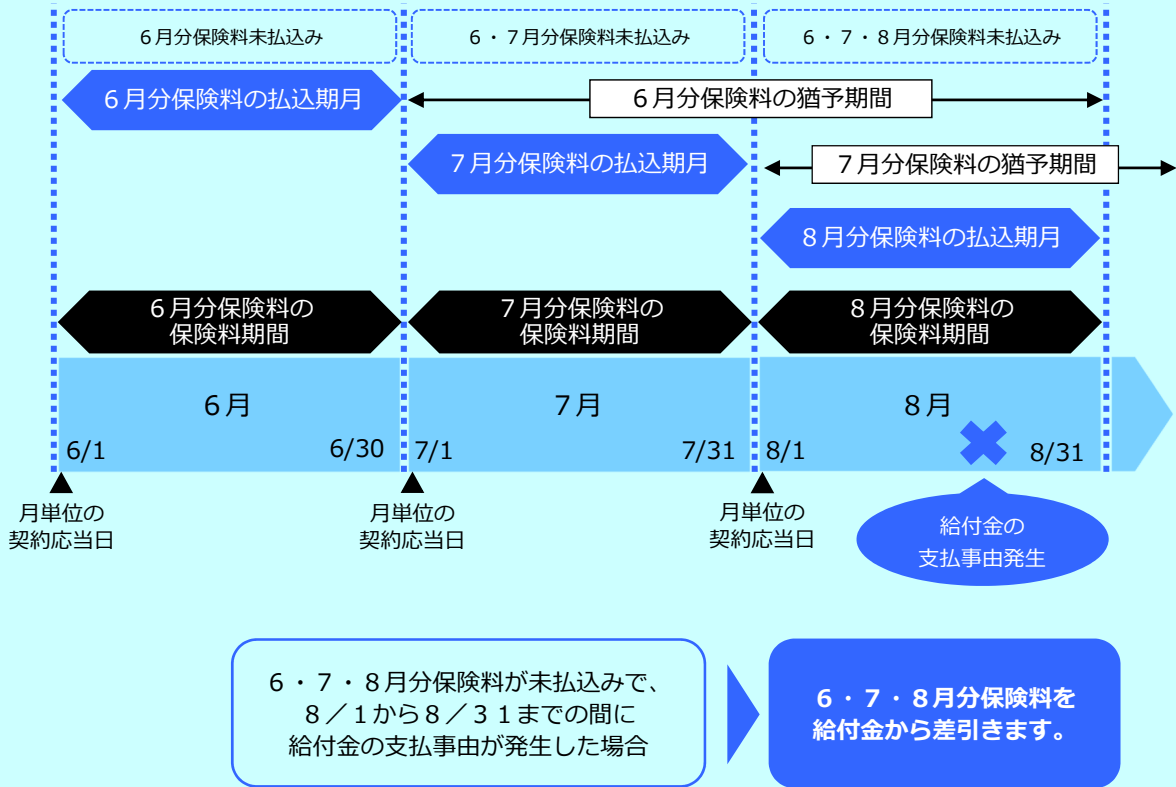 6月分保険料未払込み
6・7月分保険料未払込み
6・7・8月分保険料未払込み
6月分保険料の払込期月
6月分保険料の猶予期間
7月分保険料の払込期月
7月分保険料の猶予期間
8月分保険料の払込期月
6月分保険料の
保険料期間
7月分保険料の
保険料期間
8月分保険料の
保険料期間
6月
7月
8月
6/1
6/30
7/1
7/31
8/1
8/31
月単位の
契約応当日
月単位の
契約応当日
月単位の
契約応当日
給付金の
支払事由発生
6・7・8月分保険料が未払込みで、
8/1から8/31までの間に
給付金の支払事由が発生した場合
6・7・8月分保険料を
給付金から差引きます。